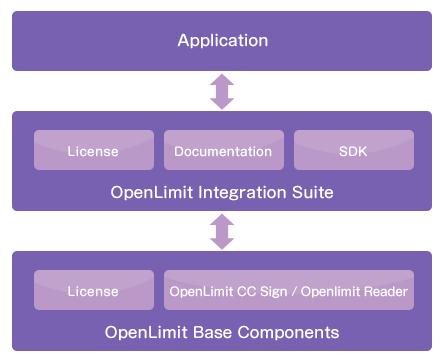 Application
License
Documentation
SDK
OpenLimit Integration Suite
License
OpenLimit CC Sign / Openlimit Reader
OpenLimit Base Components